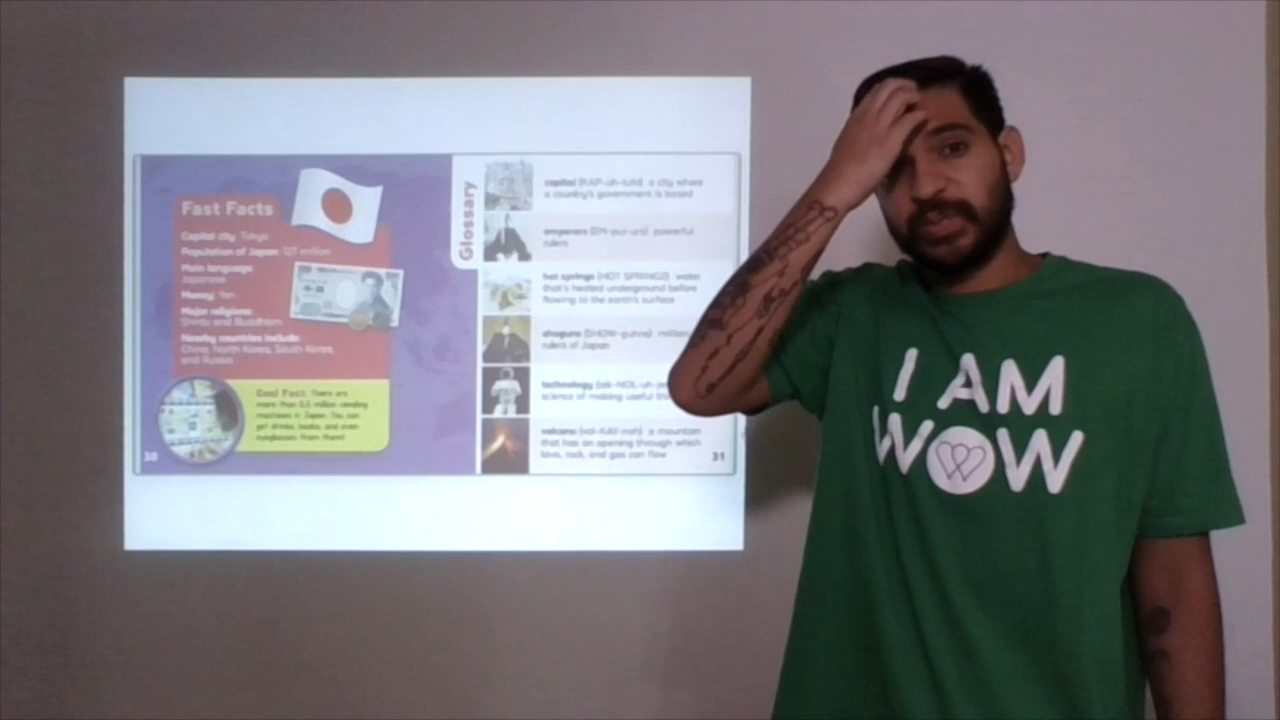 Fast Facts
Capital city: Tokyo
Population of Japan: 127 million
Main language:
Japanese
Money: Yen
Major religions:
Shinto and Buddhism
Nearby countries include:
China, North Korea, South Korea,
and Russia
Cool Fact: There are
more than 5.5 million vending
machines in Japan. You can
get drinks, books, and even
eyeglasses from them!
30
Glossary
capital (KAP-uh-tuhl) a city where
a country's government is based
emperors (EM-pur-urs) powerful
rulers
hot springs (HOT SPRINGZ) water
that's heated underground before
flowing to the earth's surface
shoguns (SHOW-guhns)
rulers of Japan
technology
science of making useful
volcano (vol-KAY-noh) a mountain
that has an opening through which
lava, rock, and gas can flow
31
I AM
WOW